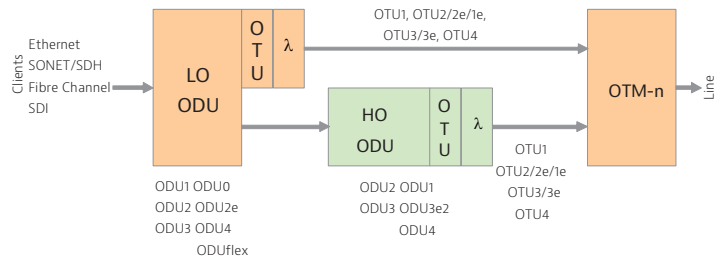 Clients
Ethernet
SONET/SDH
Fibre Channel
SDI
LO
ODU
O
T
U
λ
OTU1, OTU2/2e/1e,
OTU3/3e, OTU4
HO
ODU
O
T
U
λ
OTM-n
Line
OTU1
OTU2/2e/1e
OTU3/3e
OTU4
ODU1 ODU0
ODU2 ODU2e
ODU3 ODU4
ODUflex
ODU2 ODU1
ODU3 ODU3e2
ODU4